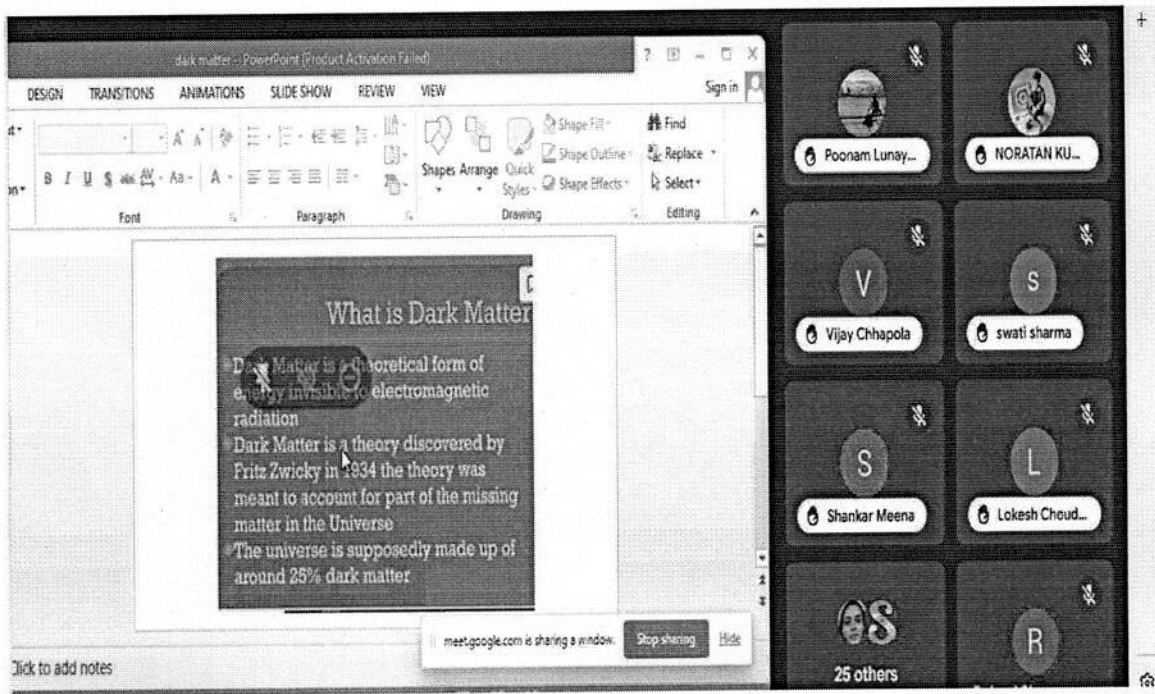 dark matter - PowerPoint (Product Activation Failed)
DESIGN TRANSITIONS ANIMATIONS SLIDE SHOW REVIEW VIEW Sign in
Shape Fill Find
Shape Outline Replace
Shapes Arrange Quick Styles Shape Effects Select
B I U S abc AV Aa A
Font Paragraph Drawing Editing
What is Dark Matter
Dark Matter is a theoretical form of
energy invisible to electromagnetic
radiation
Dark Matter is a theory discovered by
Fritz Zwicky in 1934 the theory was
meant to account for part of the missing
matter in the Universe
The universe is supposedly made up of
around 25% dark matter
meet.google.com is sharing a window. Stop sharing Hide
Click to add notes
Poonam Lunay...
NORATAN KU...
V
Vijay Chhapola
s
swati sharma
S
Shankar Meena
L
Lokesh Choud...
S
25 others
R